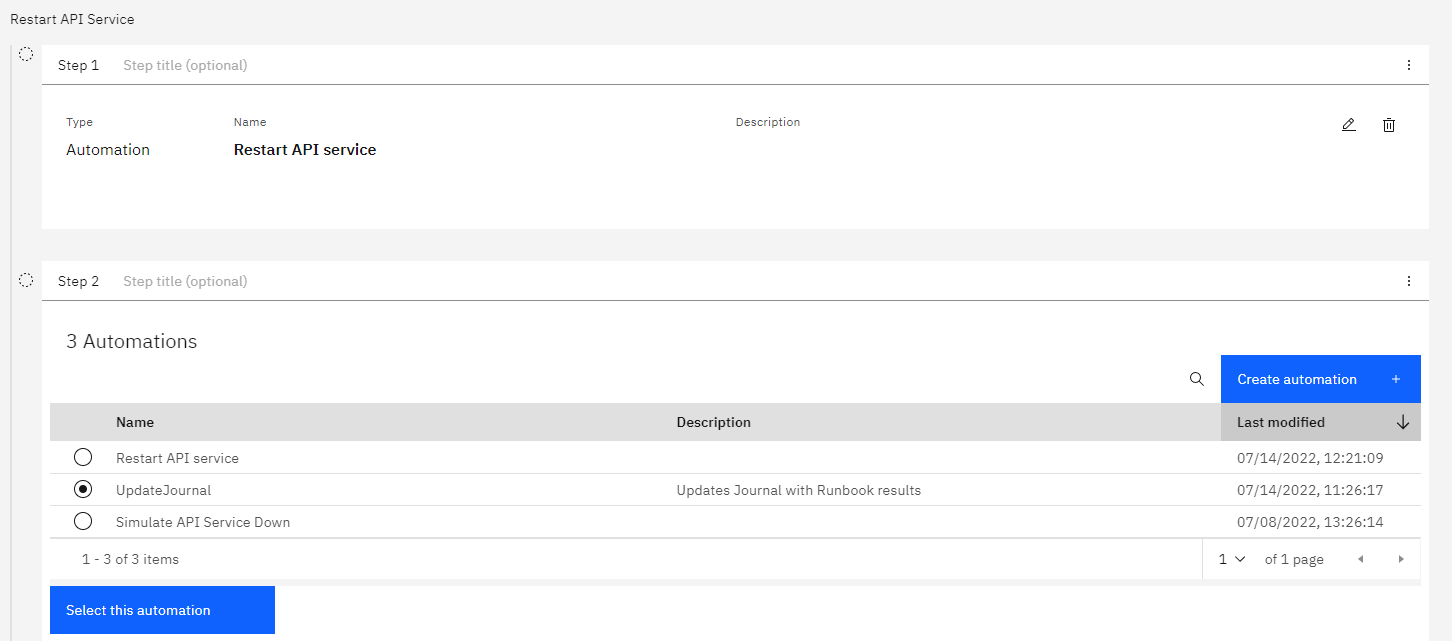 Restart API Service
Step 1 Step title (optional)
Type Name Description
Automation Restart API service
Step 2 Step title (optional)
3 Automations
Create automation +
Name Description Last modified
Restart API service 07/14/2022, 12:21:09
UpdateJournal Updates Journal with Runbook results 07/14/2022, 11:26:17
Simulate API Service Down 07/08/2022, 13:26:14
1 - 3 of 3 items 1 of 1 page
Select this automation